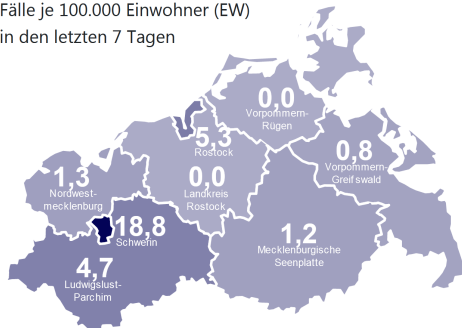 Fälle je 100.000 Einwohner (EW)
in den letzten 7 Tagen
0,0
Vorpommern-
Rügen
5,3
Rostock
0,8
Vorpommern-
Greifswald
1,3
Nordwest-
mecklenburg
0,0
Landkreis
Rostock
18,8
Schwerin
1,2
Mecklenburgische
Seenplatte
4,7
Ludwigslust-
Parchim